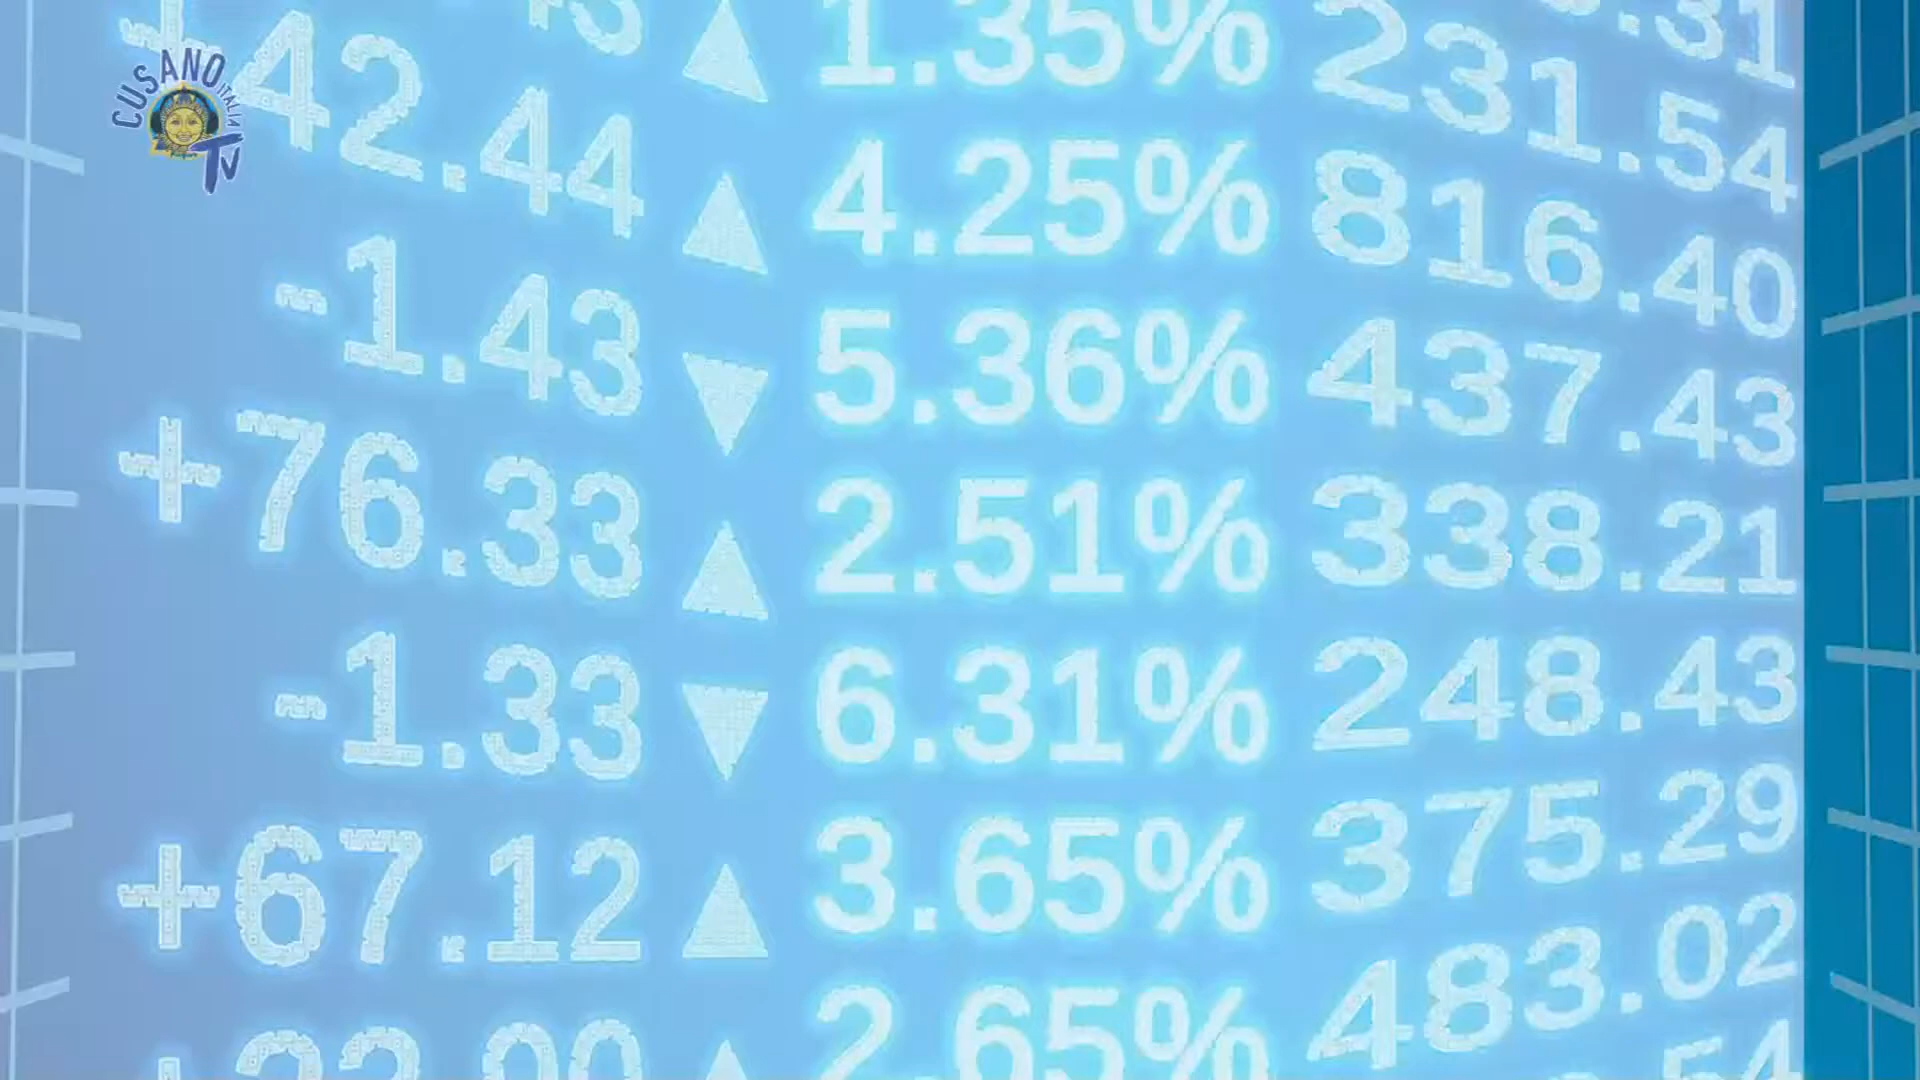 CUSANO
ITALIA
TV
1.35%
+42.44 ▲ 4.25% 231.54
-1.43 ▼ 5.36% 816.40
+76.33 ▲ 2.51% 437.43
-1.33 ▼ 6.31% 338.21
+67.12 ▲ 3.65% 248.43
2.65% 375.29
483.02